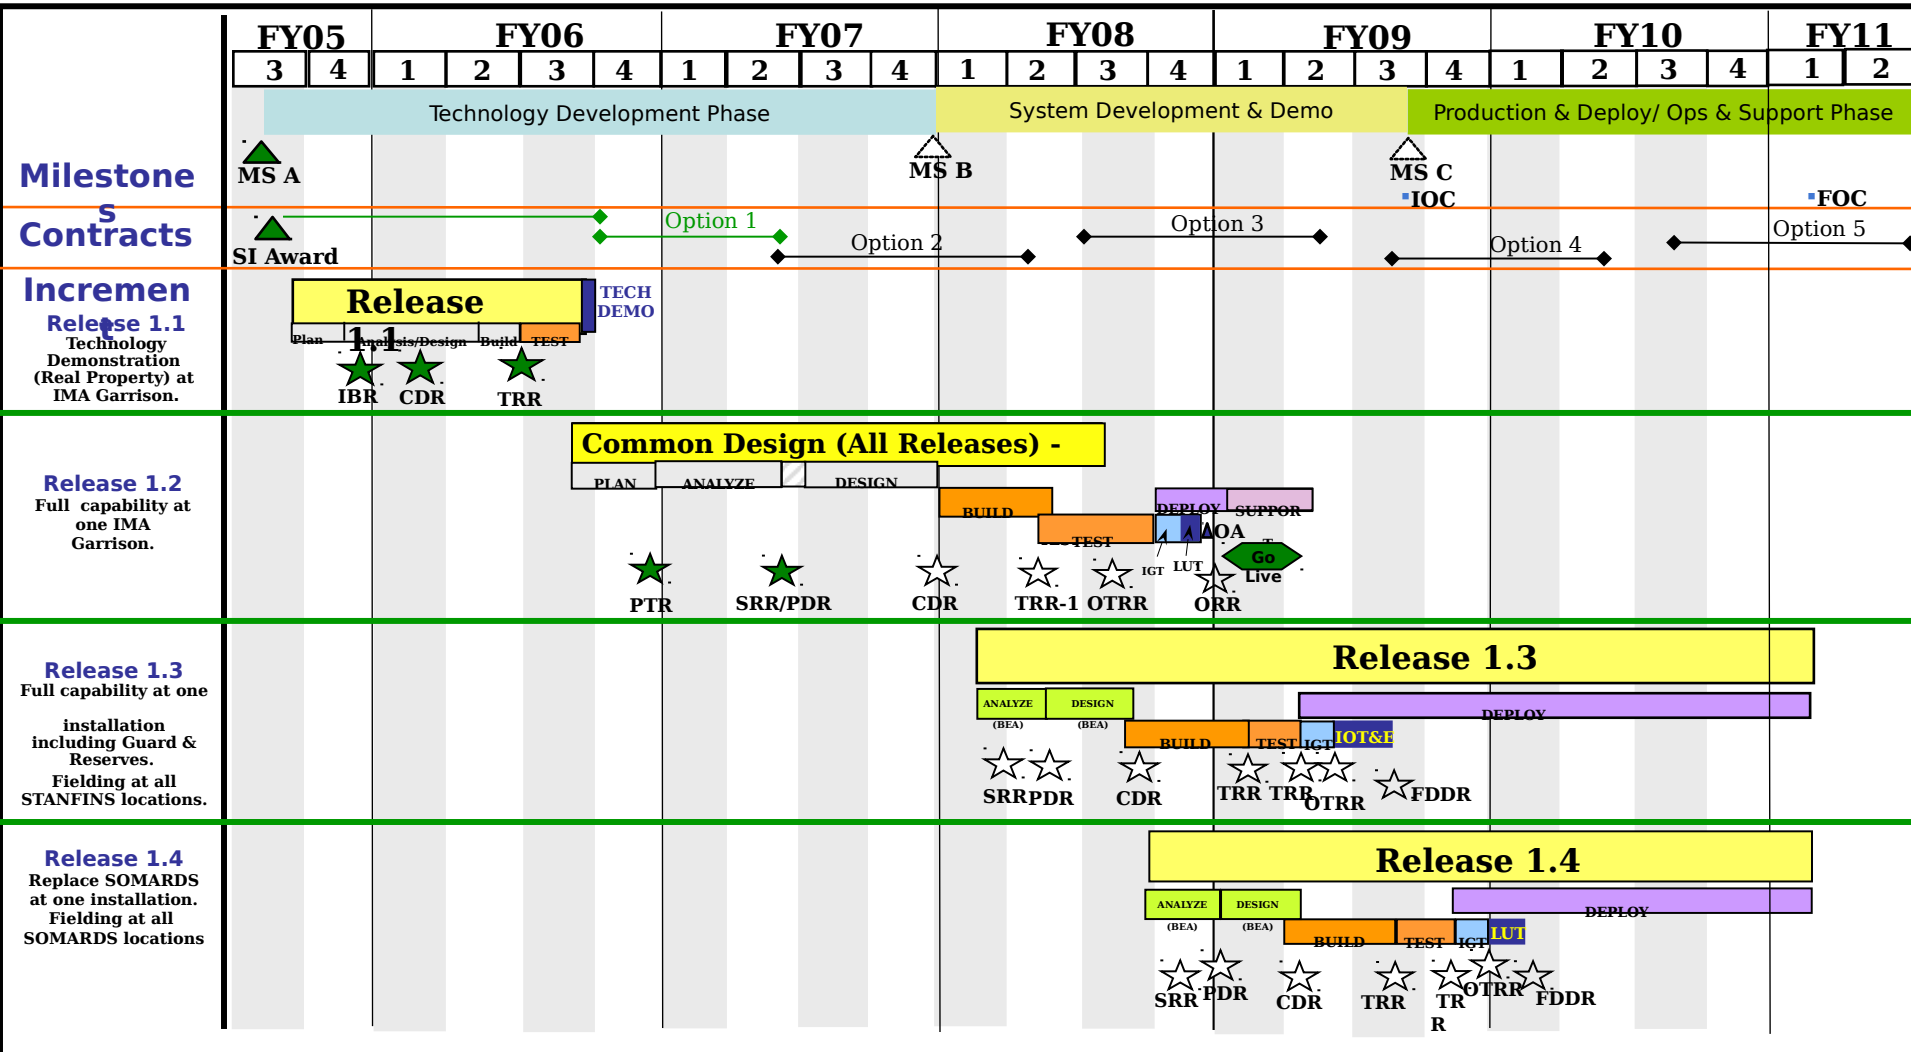 FY05 FY06 FY07 FY08 FY09 FY10 FY11
3 4 1 2 3 4 1 2 3 4 1 2 3 4 1 2 3 4 1 2 3 4 1 2
Technology Development Phase System Development & Demo Production & Deploy/ Ops & Support Phase
Milestone
s
MS A MS B MS C
IOC FOC
Contracts
SI Award
Option 1 Option 2 Option 3 Option 4 Option 5
Incremen
t
Release 1.1
Technology
Demonstration
(Real Property) at
IMA Garrison.
Release
1.1
TECH
DEMO
Plan Analysis/Design Build TEST
IBR CDR TRR
Release 1.2
Full capability at
one IMA
Garrison.
Common Design (All Releases) -
PLAN ANALYZE DESIGN
BUILD
TEST
DEPLOY SUPPOR
T
OA
IGT LUT
Go
Live
PTR SRR/PDR CDR TRR-1 OTRR ORR
Release 1.3
Full capability at one
installation
including Guard &
Reserves.
Fielding at all
STANFINS locations.
Release 1.3
ANALYZE
(BEA)
DESIGN
(BEA)
DEPLOY
BUILD TEST IGT IOT&E
SRR PDR CDR TRR TRR OTRR FDDR
Release 1.4
Replace SOMARDS
at one installation.
Fielding at all
SOMARDS locations
Release 1.4
ANALYZE
(BEA)
DESIGN
(BEA)
DEPLOY
BUILD TEST IGT LUT
SRR PDR CDR TRR TR
R
OTRR FDDR